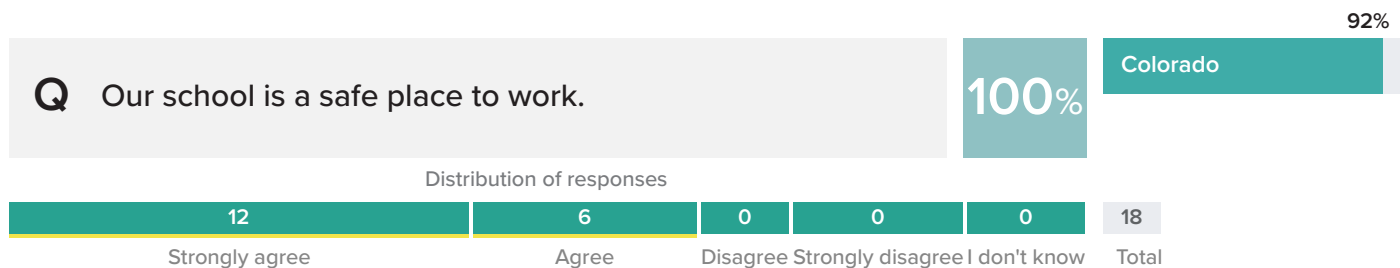 92%
Q Our school is a safe place to work.
100%
Colorado
Distribution of responses
12 6 0 0 0 18
Strongly agree Agree Disagree Strongly disagree I don't know Total